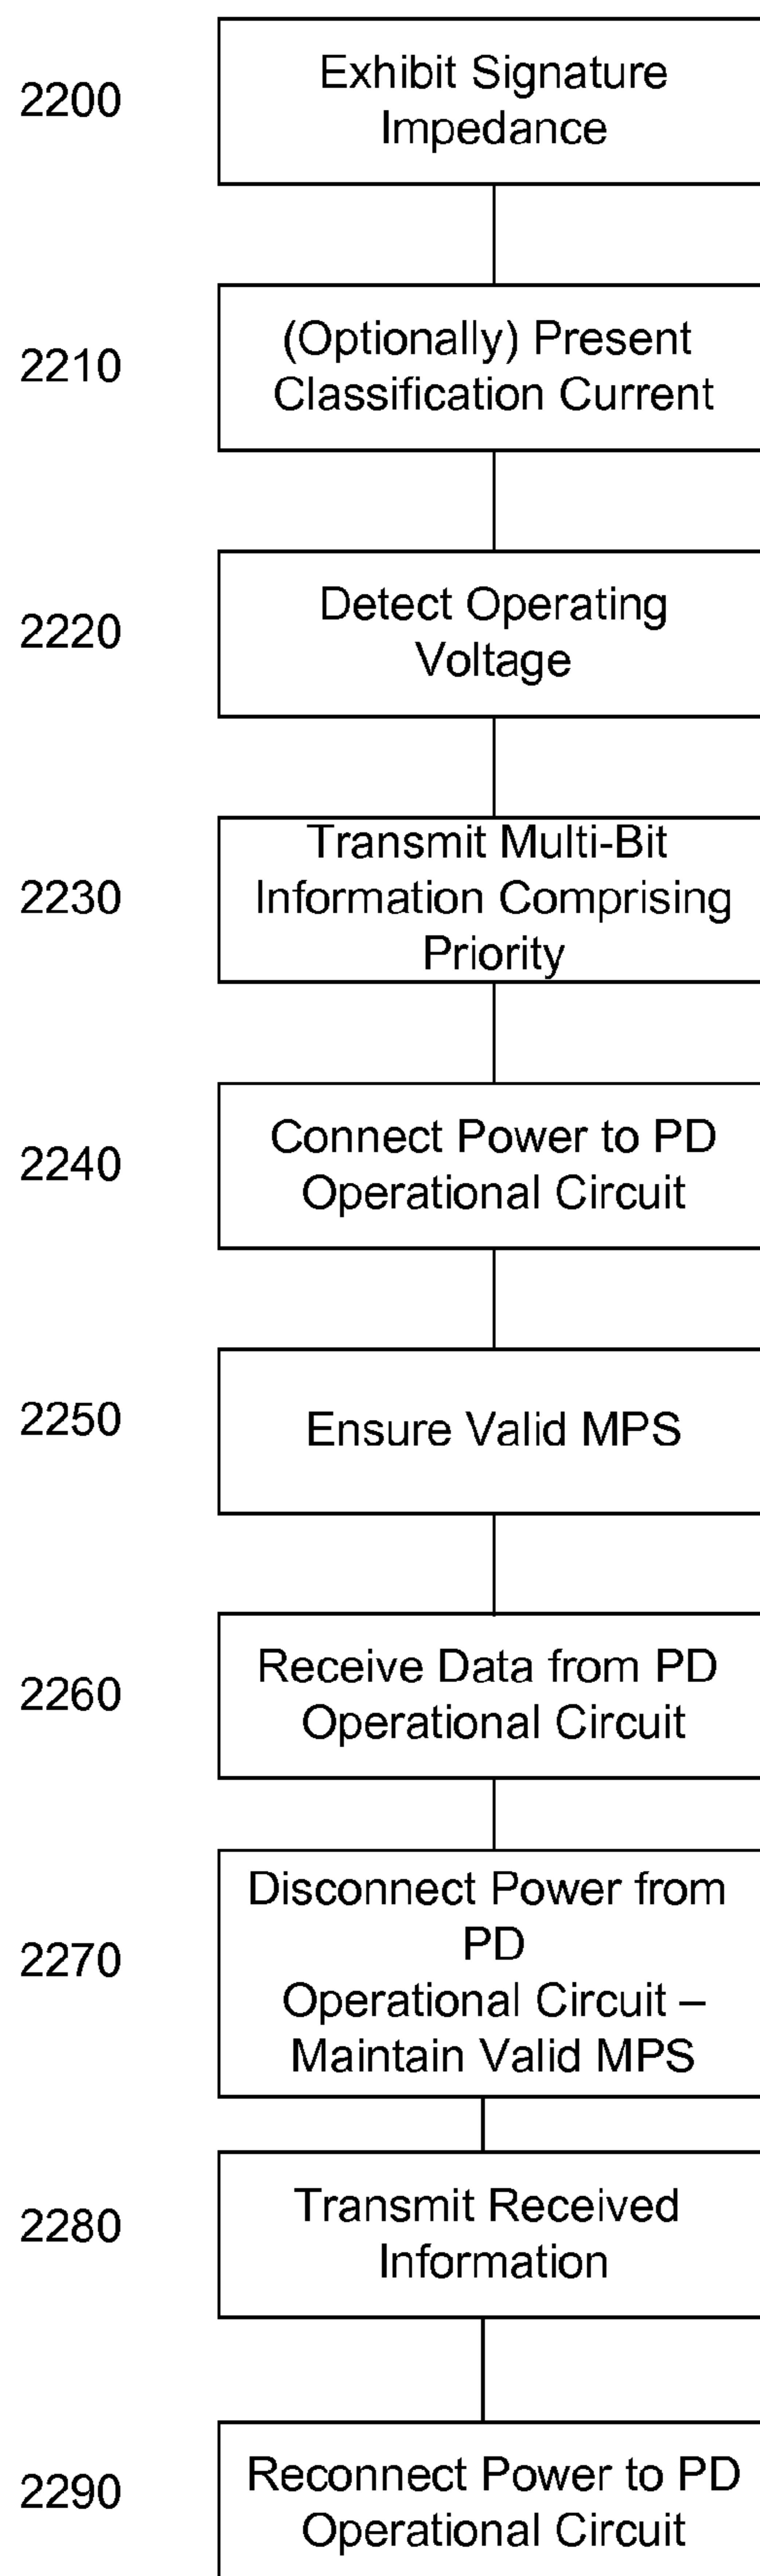 2200
Exhibit Signature
Impedance
2210
(Optionally) Present
Classification Current
2220
Detect Operating
Voltage
2230
Transmit Multi-Bit
Information Comprising
Priority
2240
Connect Power to PD
Operational Circuit
2250
Ensure Valid MPS
2260
Receive Data from PD
Operational Circuit
2270
Disconnect Power from
PD
Operational Circuit –
Maintain Valid MPS
2280
Transmit Received
Information
2290
Reconnect Power to PD
Operational Circuit